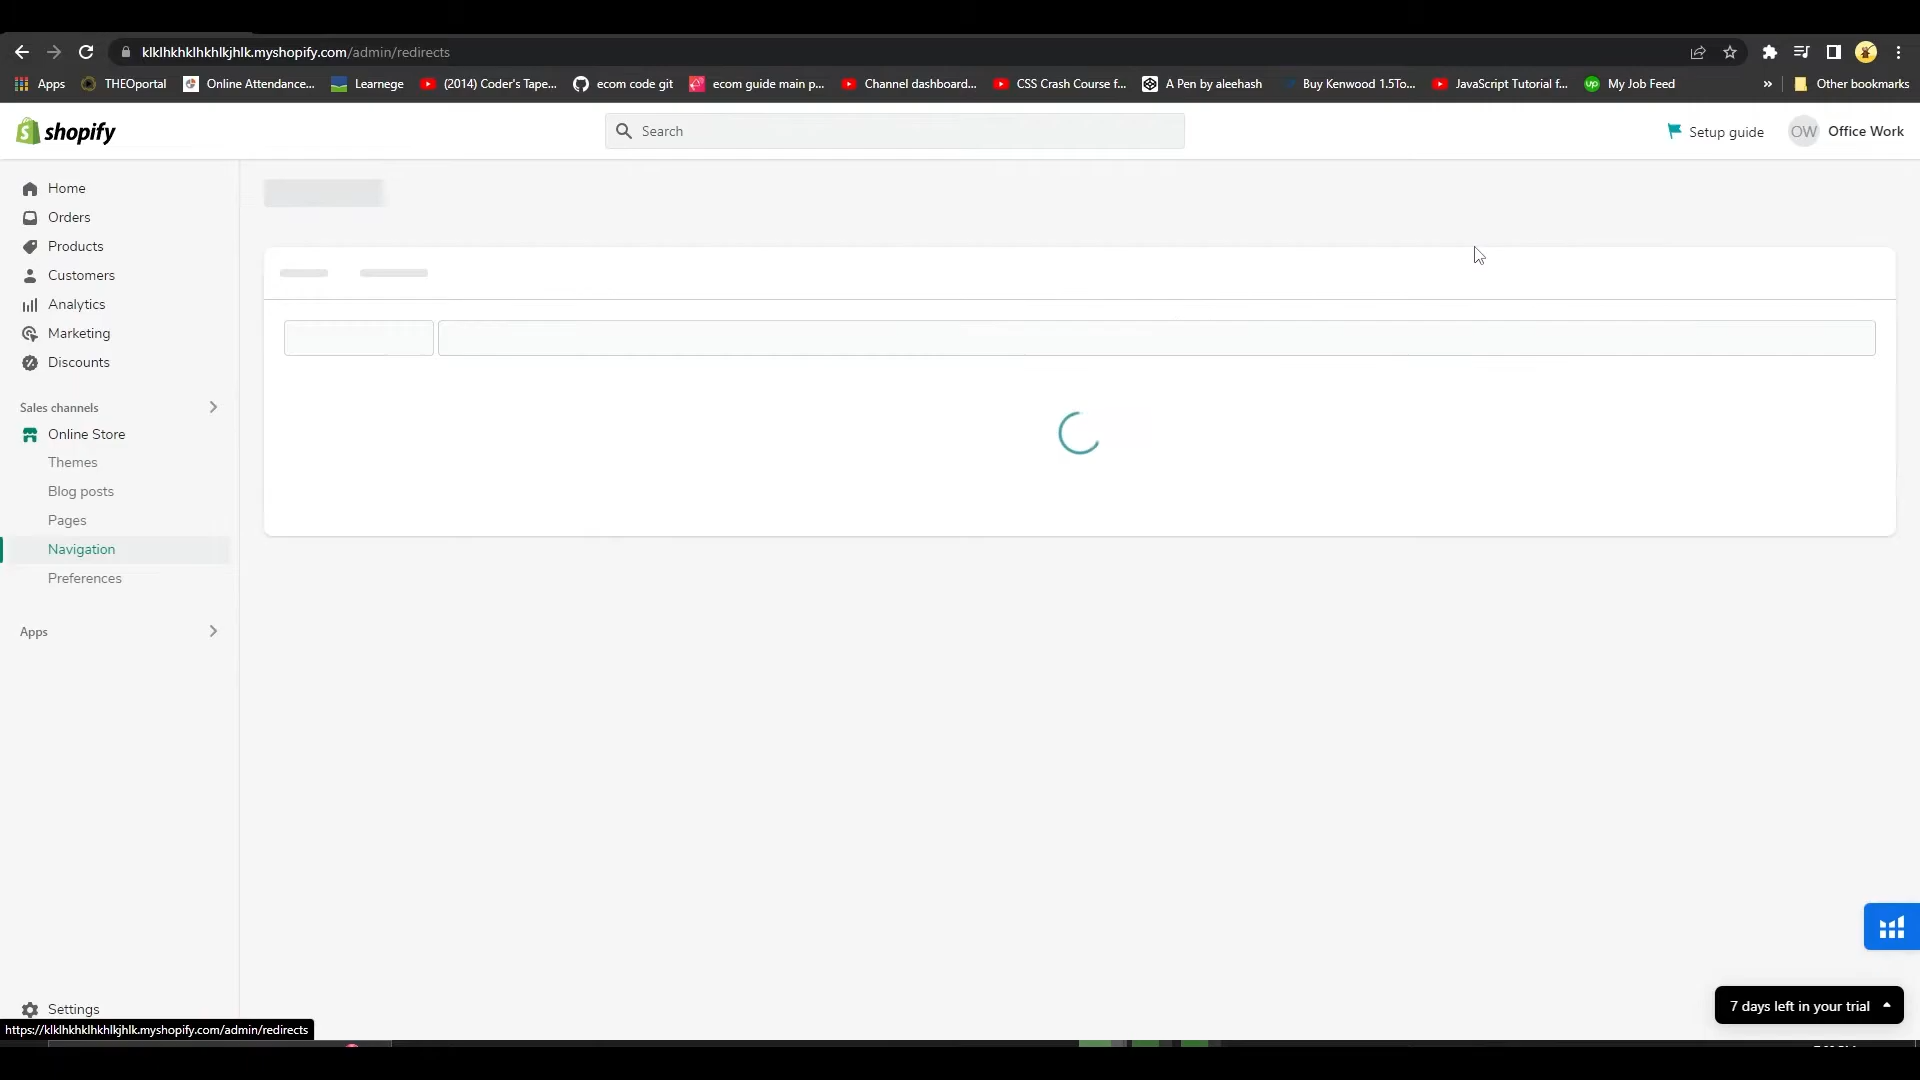 klklhkhklhkhlkjhlk.myshopify.com/admin/redirects
Apps THEOportal Online Attendance... Learnege (2014) Coder's Tape... ecom code git ecom guide main p... Channel dashboard... CSS Crash Course f... A Pen by aleehash Buy Kenwood 1.5To... JavaScript Tutorial f... My Job Feed » Other bookmarks
shopify Search Setup guide OW Office Work
Home
Orders
Products
Customers
Analytics
Marketing
Discounts
Sales channels
Online Store
Themes
Blog posts
Pages
Navigation
Preferences
Apps
Settings
7 days left in your trial
https://klklhkhklhkhlkjhlk.myshopify.com/admin/redirects